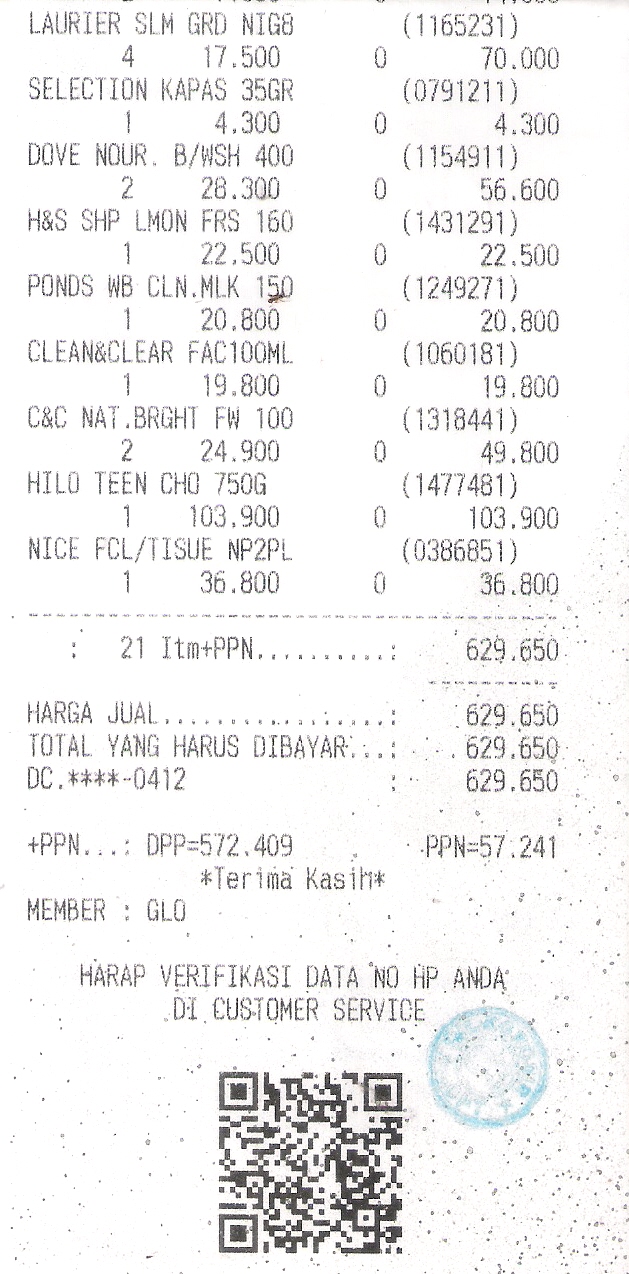 LAURIER SLM GRD NIG8 (1165231)
4 17.500 0 70.000
SELECTION KAPAS 35GR (0791211)
1 4.300 0 4.300
DOVE NOUR. B/WSH 400 (1154911)
2 28.300 0 56.600
H&S SHP LMON FRS 160 (1431291)
1 22.500 0 22.500
PONDS WB CLN.MLK 150 (1249271)
1 20.800 0 20.800
CLEAN&CLEAR FAC100ML (1060181)
1 19.800 0 19.800
C&C NAT.BRGHT FW 100 (1318441)
2 24.900 0 49.800
HILO TEEN CHO 750G (1477481)
1 103.900 0 103.900
NICE FCL/TISUE NP2PL (0386851)
1 36.800 0 36.800
: 21 Itm+PPN..........: 629.650
HARGA JUAL.................: 629.650
TOTAL YANG HARUS DIBAYAR...: 629.650
DC.****-0412 : 629.650
+PPN...: DPP=572.409 PPN=57.241
*Terima Kasih*
MEMBER : GLO
HARAP VERIFIKASI DATA NO HP ANDA
DI CUSTOMER SERVICE